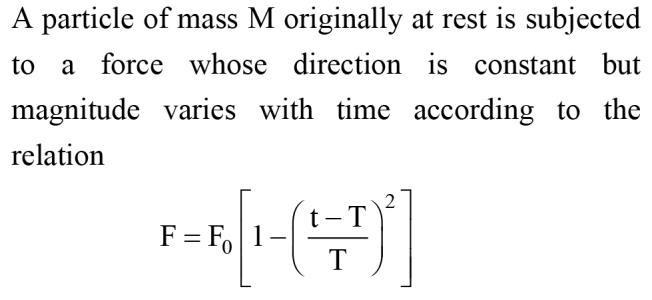 A particle of mass M originally at rest is subjected
to a force whose direction is constant but
magnitude varies with time according to the
relation
F = F₀ [1 − ((t − T)/T)²]